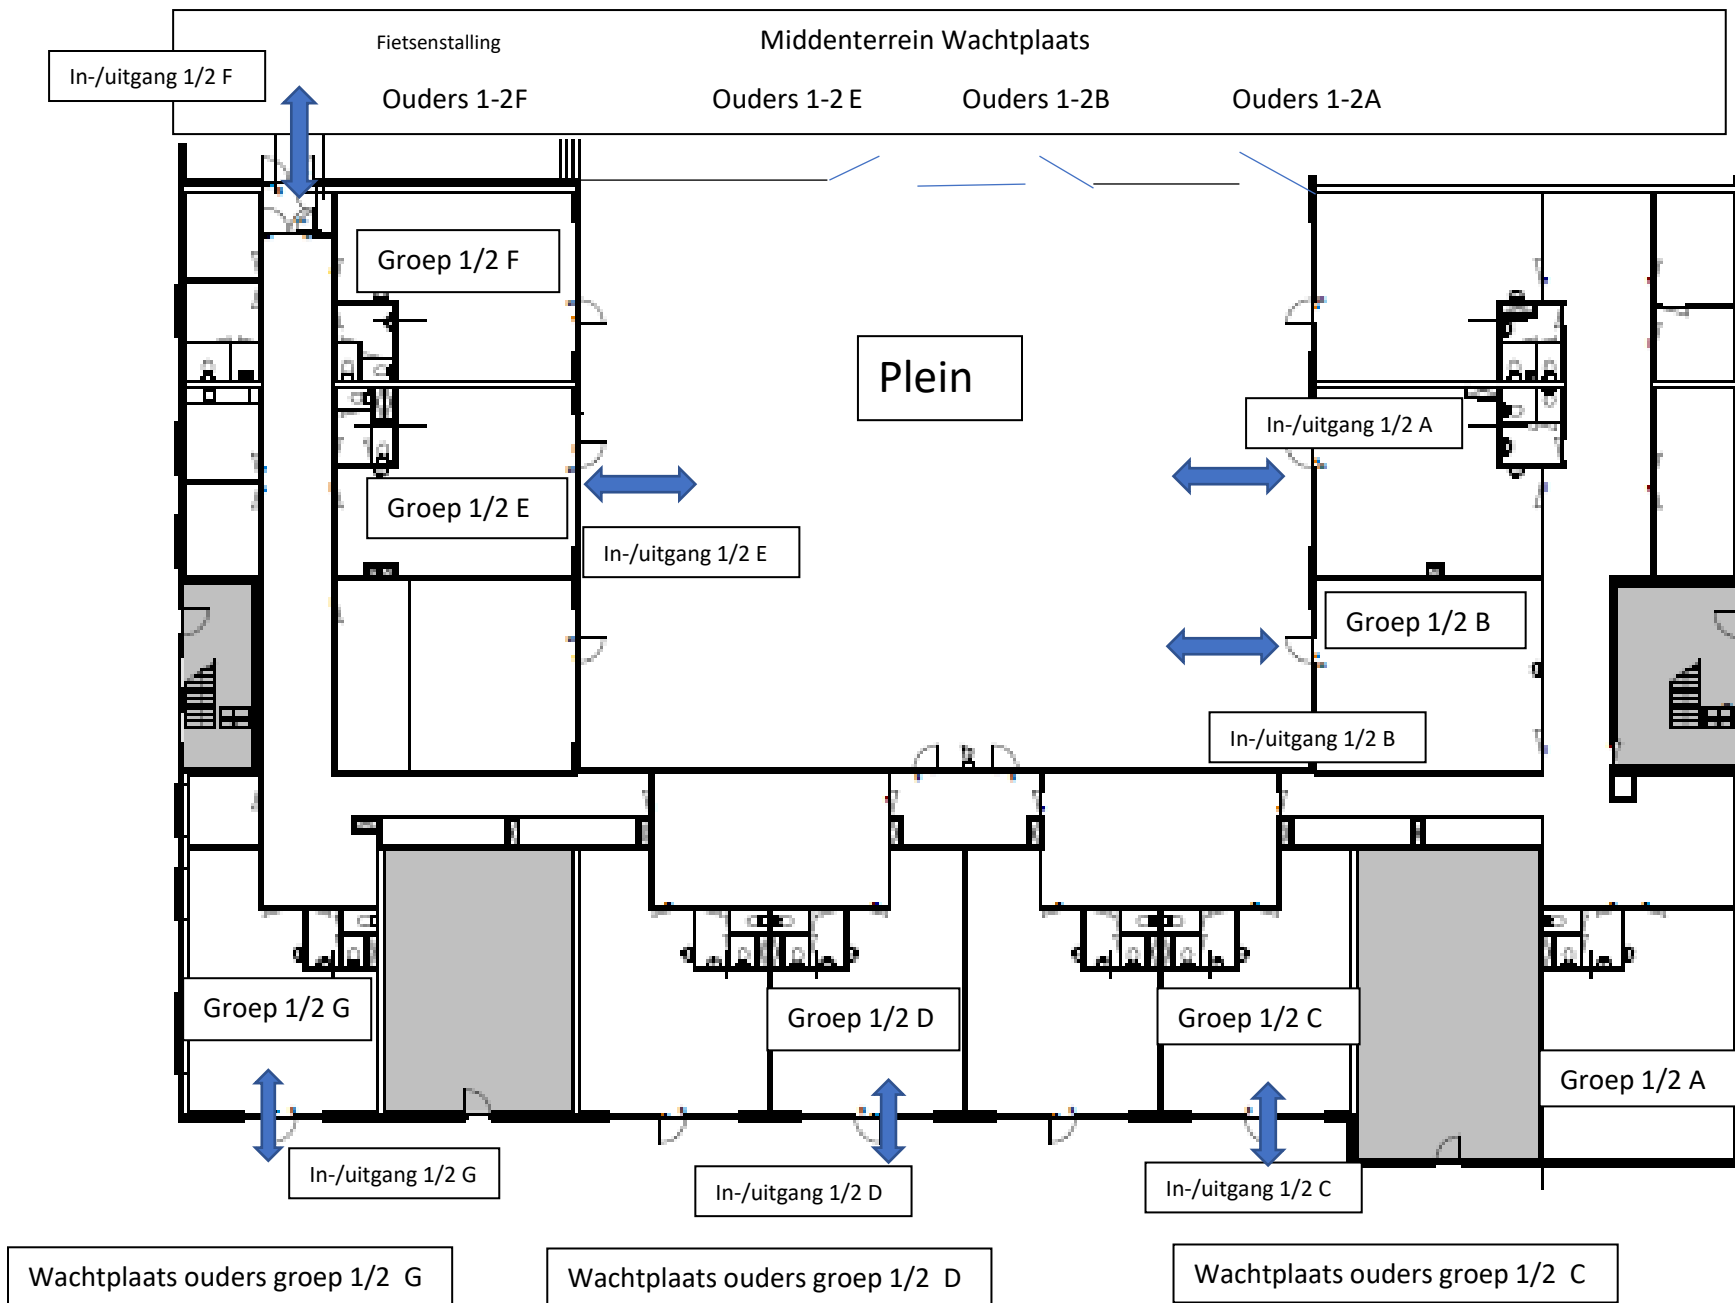 Fietsenstalling
Middenterrein Wachtplaats
In-/uitgang 1/2 F
Ouders 1-2F
Ouders 1-2 E
Ouders 1-2B
Ouders 1-2A
Groep 1/2 F
Plein
In-/uitgang 1/2 A
Groep 1/2 E
In-/uitgang 1/2 E
Groep 1/2 B
In-/uitgang 1/2 B
Groep 1/2 G
Groep 1/2 D
Groep 1/2 C
Groep 1/2 A
In-/uitgang 1/2 G
In-/uitgang 1/2 D
In-/uitgang 1/2 C
Wachtplaats ouders groep 1/2 G
Wachtplaats ouders groep 1/2 D
Wachtplaats ouders groep 1/2 C